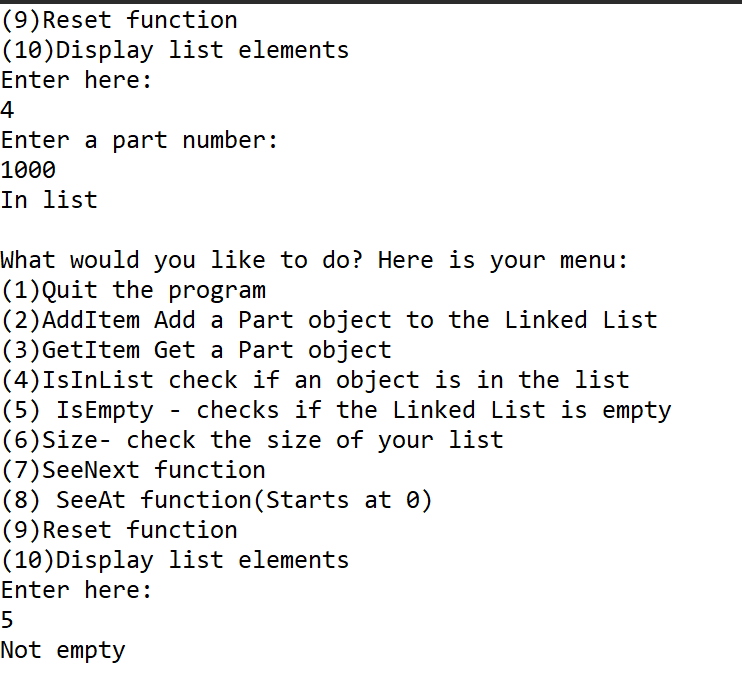 (9)Reset function
(10)Display list elements
Enter here:
4
Enter a part number:
1000
In list
What would you like to do? Here is your menu:
(1)Quit the program
(2)AddItem Add a Part object to the Linked List
(3)GetItem Get a Part object
(4)IsInList check if an object is in the list
(5) IsEmpty - checks if the Linked List is empty
(6)Size- check the size of your list
(7)SeeNext function
(8) SeeAt function(Starts at 0)
(9)Reset function
(10)Display list elements
Enter here:
5
Not empty